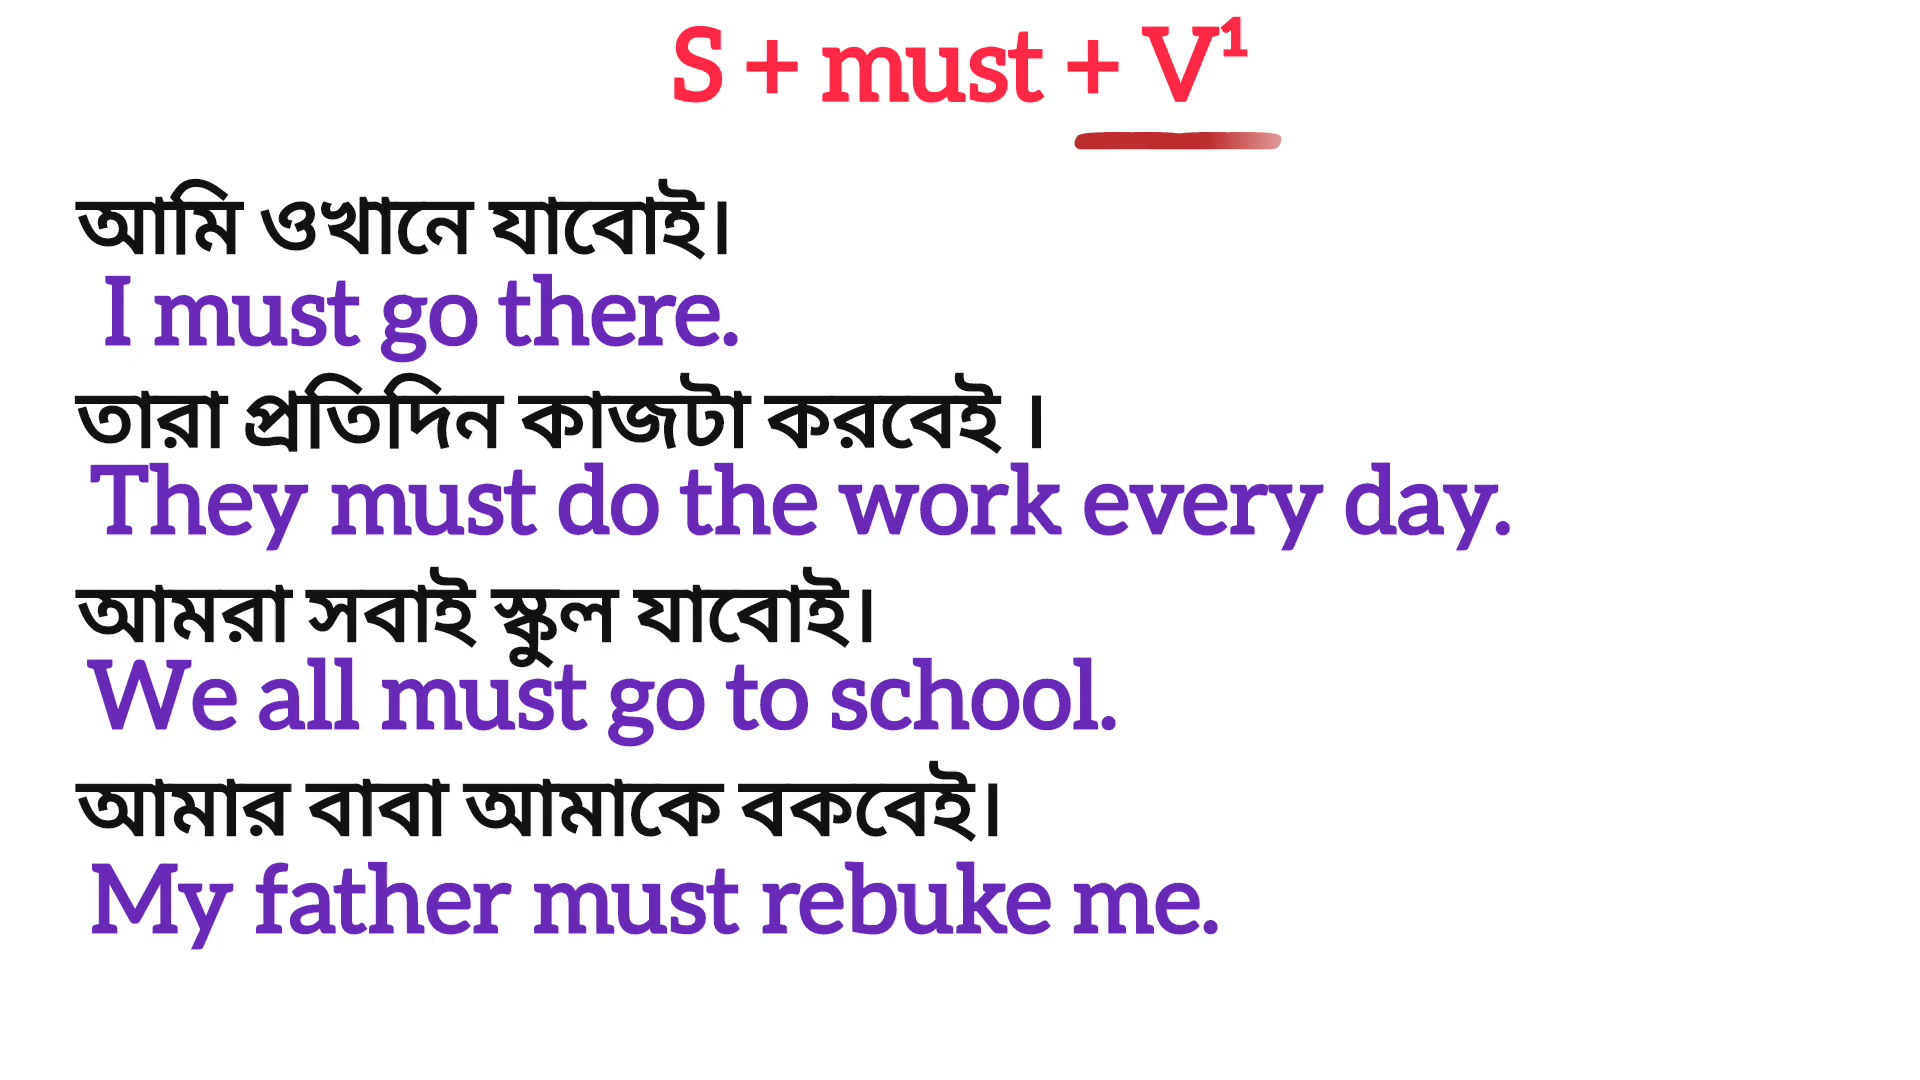 S + must + V¹
আমি ওখানে যাবোই।
I must go there.
তারা প্রতিদিন কাজটা করবেই ।
They must do the work every day.
আমরা সবাই স্কুল যাবোই।
We all must go to school.
আমার বাবা আমাকে বকবেই।
My father must rebuke me.